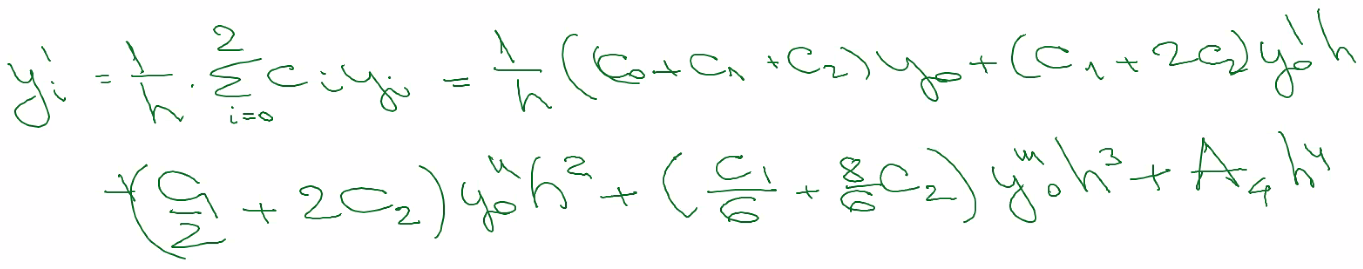 y'_i = 1/h · Σ_{i=0}^{2} c_i y_i = 1/h (c_0 + c_1 + c_2) y_0 + (c_1 + 2c_2) y'_0 h
+ (c_1/2 + 2c_2) y''_0 h^2 + (c_1/6 + 8/6 c_2) y'''_0 h^3 + A_4 h^4